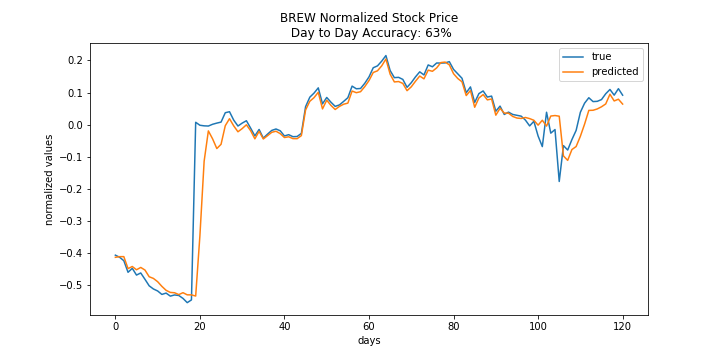 BREW Normalized Stock Price
Day to Day Accuracy: 63%
true
predicted
normalized values
0.2
0.1
0.0
−0.1
−0.2
−0.3
−0.4
−0.5
0 20 40 60 80 100 120
days